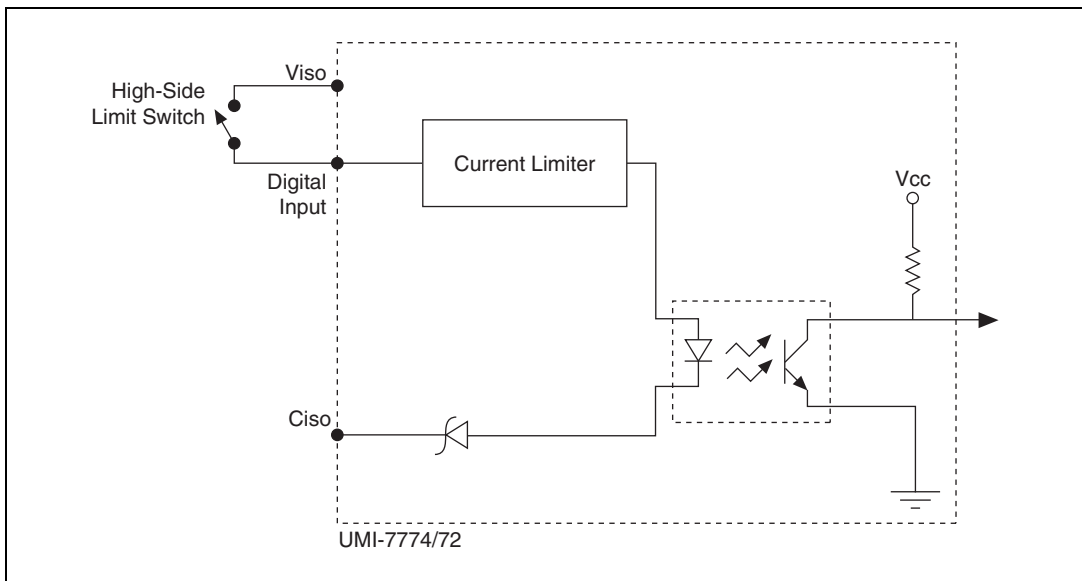 Viso
High-Side
Limit Switch
Current Limiter
Digital
Input
Vcc
Ciso
UMI-7774/72